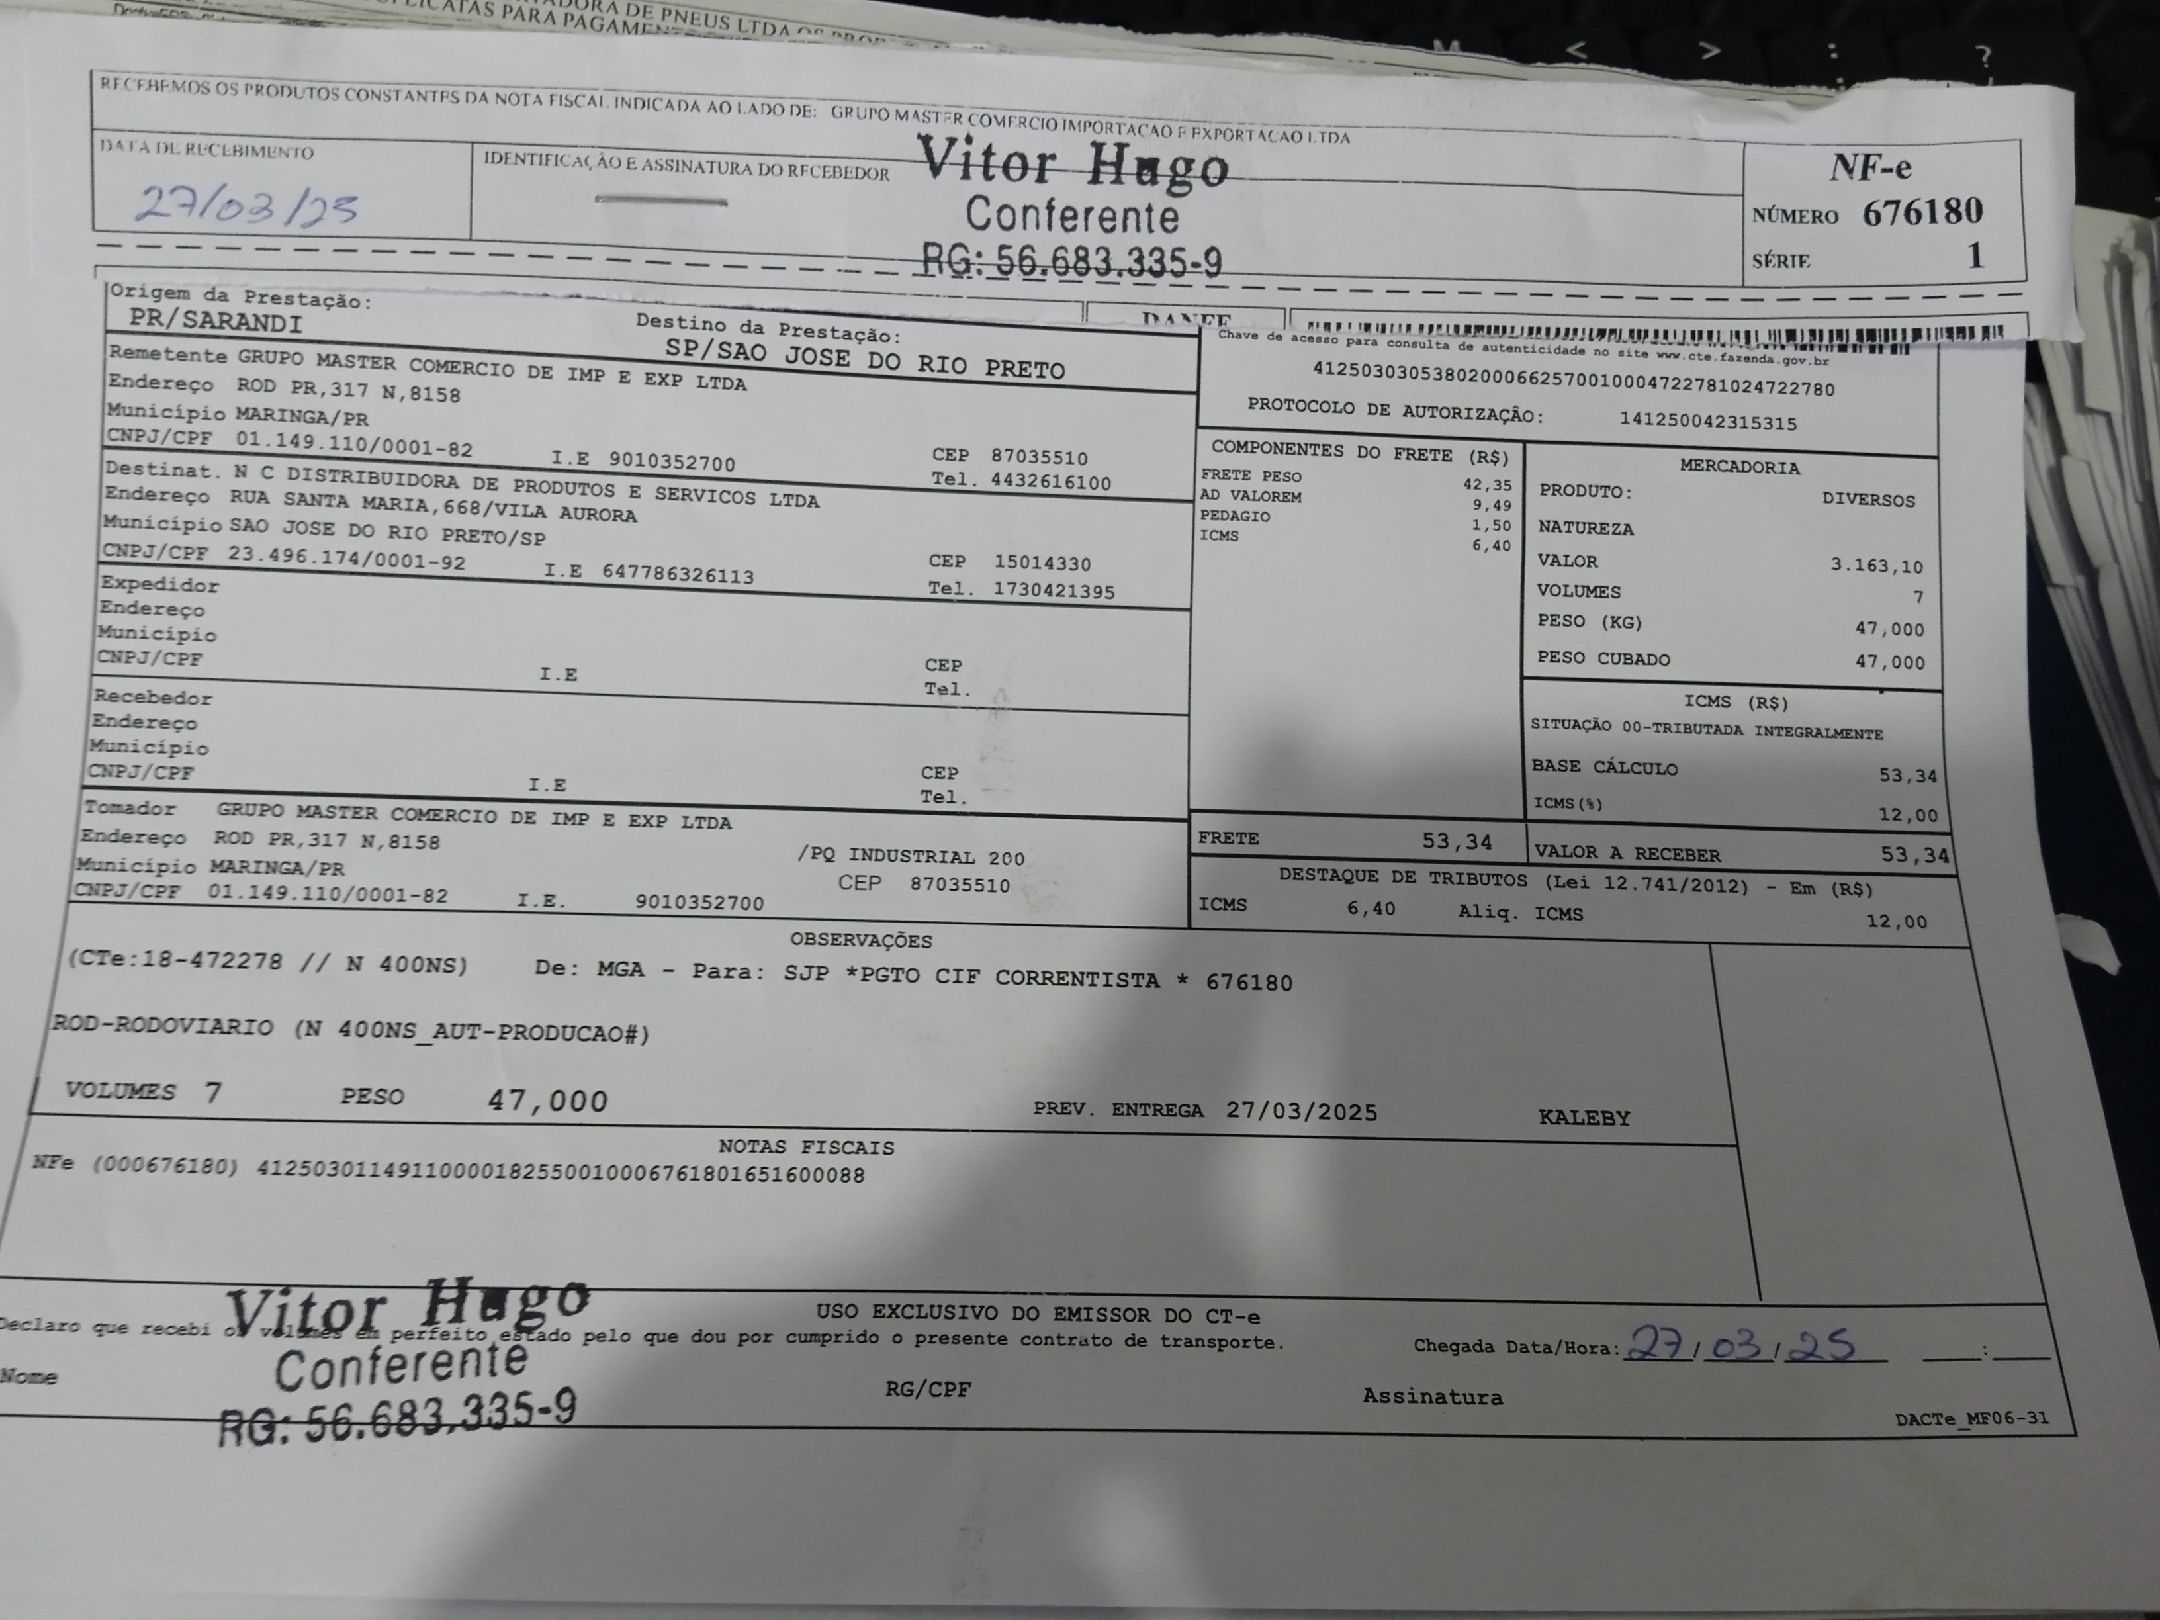 DORA DE PNEUS LTDA OS PROD
PLICATAS PARA PAGAMENT
M < > : ?
RECEBEMOS OS PRODUTOS CONSTANTES DA NOTA FISCAL INDICADA AO LADO DE: GRUPO MASTER COMERCIO IMPORTACAO E EXPORTACAO LTDA
DATA DE RECEBIMENTO
27/03/25
IDENTIFICAÇÃO E ASSINATURA DO RECEBEDOR
Vitor Hugo
Conferente
RG: 56.683.335-9
NF-e
NÚMERO 676180
SÉRIE 1
DANFE
Origem da Prestação:
PR/SARANDI
Destino da Prestação:
SP/SAO JOSE DO RIO PRETO
Remetente GRUPO MASTER COMERCIO DE IMP E EXP LTDA
Endereço ROD PR,317 N,8158
Município MARINGA/PR
CNPJ/CPF 01.149.110/0001-82 I.E 9010352700
CEP 87035510
Tel. 4432616100
Destinat. N C DISTRIBUIDORA DE PRODUTOS E SERVICOS LTDA
Endereço RUA SANTA MARIA,668/VILA AURORA
Município SAO JOSE DO RIO PRETO/SP
CNPJ/CPF 23.496.174/0001-92 I.E 647786326113
CEP 15014330
Tel. 1730421395
Expedidor
Endereço
Município
CNPJ/CPF I.E
CEP
Tel.
Recebedor
Endereço
Município
CNPJ/CPF I.E
CEP
Tel.
Tomador GRUPO MASTER COMERCIO DE IMP E EXP LTDA
Endereço ROD PR,317 N,8158 /PQ INDUSTRIAL 200
Município MARINGA/PR CEP 87035510
CNPJ/CPF 01.149.110/0001-82 I.E. 9010352700
Chave de acesso para consulta de autenticidade no site www.cte.fazenda.gov.br
41250303053802000662570010004722781024722780
PROTOCOLO DE AUTORIZAÇÃO: 141250042315315
COMPONENTES DO FRETE (R$)
FRETE PESO 42,35
AD VALOREM 9,49
PEDAGIO 1,50
ICMS 6,40
MERCADORIA
PRODUTO: DIVERSOS
NATUREZA
VALOR 3.163,10
VOLUMES 7
PESO (KG) 47,000
PESO CUBADO 47,000
ICMS (R$)
SITUAÇÃO 00-TRIBUTADA INTEGRALMENTE
BASE CÁLCULO 53,34
ICMS(%) 12,00
FRETE 53,34
VALOR A RECEBER 53,34
DESTAQUE DE TRIBUTOS (Lei 12.741/2012) - Em (R$)
ICMS 6,40 Aliq. ICMS 12,00
OBSERVAÇÕES
(CTe:18-472278 // N 400NS) De: MGA - Para: SJP *PGTO CIF CORRENTISTA * 676180
ROD-RODOVIARIO (N 400NS_AUT-PRODUCAO#)
VOLUMES 7 PESO 47,000 PREV. ENTREGA 27/03/2025 KALEBY
NOTAS FISCAIS
NFe (000676180) 41250301149110000182550010006761801651600088
USO EXCLUSIVO DO EMISSOR DO CT-e
Declaro que recebi os volumes em perfeito estado pelo que dou por cumprido o presente contrato de transporte.
Chegada Data/Hora: 27/03/25 :
Nome RG/CPF Assinatura
Vitor Hugo
Conferente
RG: 56.683.335-9
DACTe_MF06-31